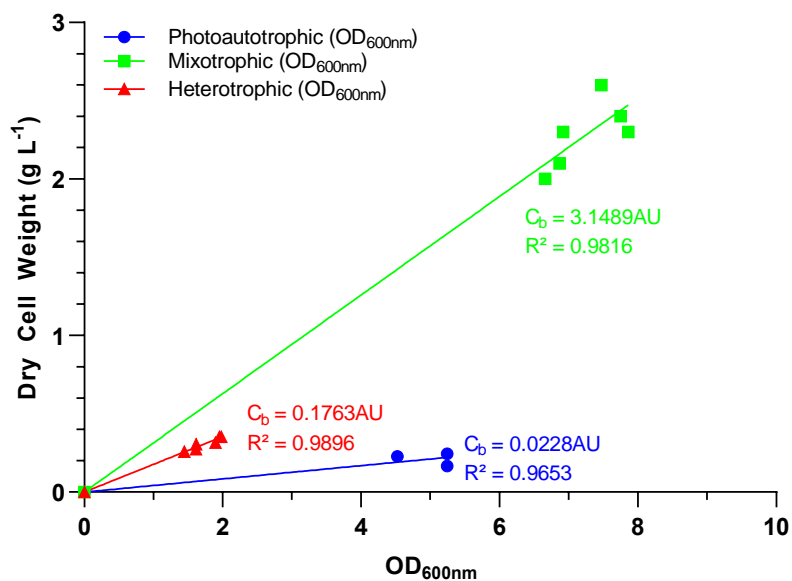 Photoautotrophic (OD600nm)
Mixotrophic (OD600nm)
Heterotrophic (OD600nm)
3
2
1
0
Dry Cell Weight (g L-1)
Cb = 3.1489AU
R² = 0.9816
Cb = 0.1763AU
R² = 0.9896
Cb = 0.0228AU
R² = 0.9653
0 2 4 6 8 10
OD600nm